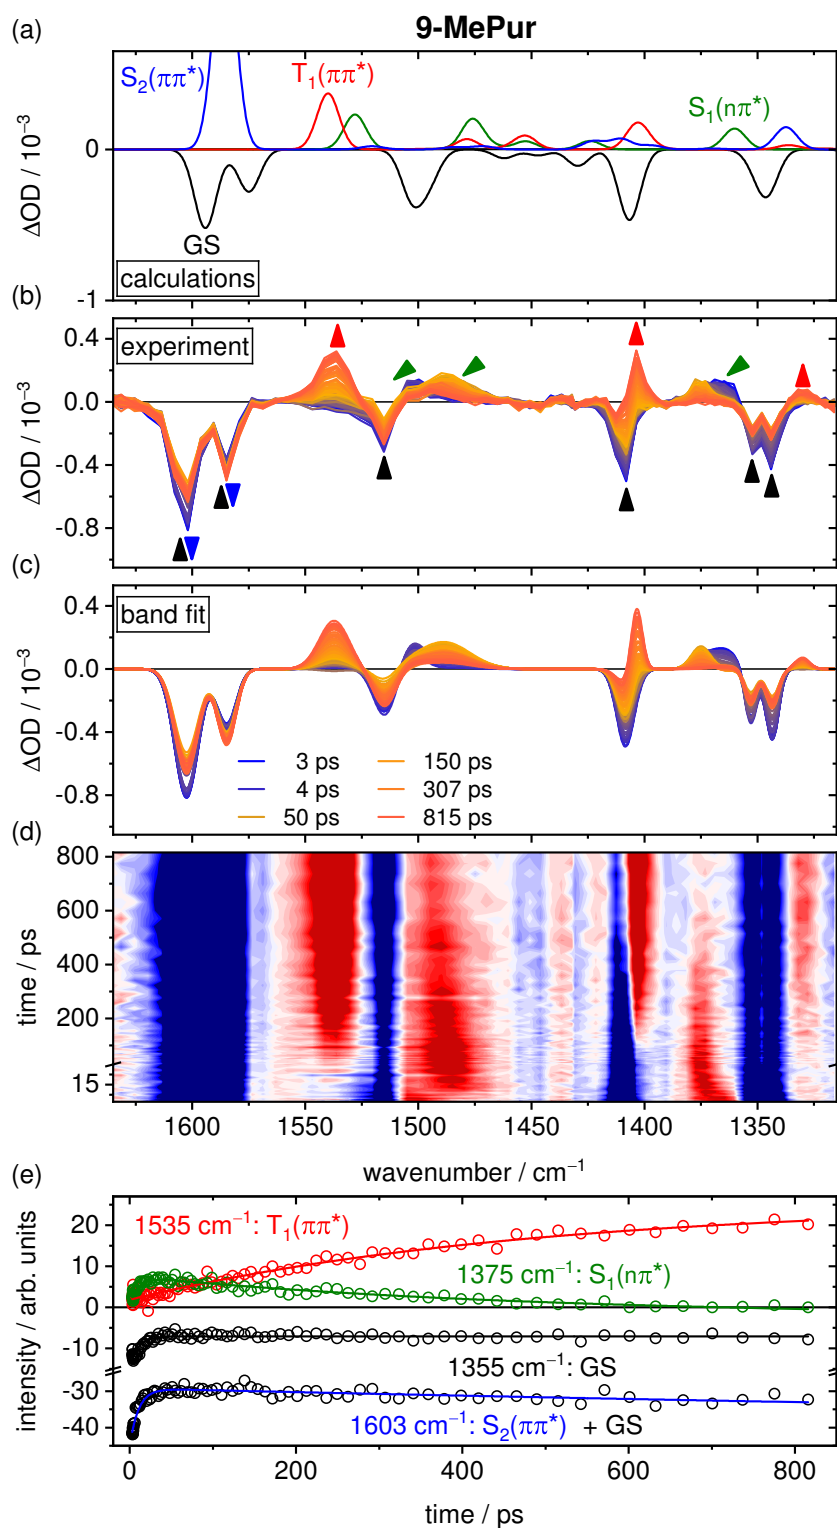 9-MePur
(a)
S₂(ππ*)
T₁(ππ*)
S₁(nπ*)
0
-1
ΔOD / 10⁻³
GS
calculations
(b)
experiment
0.4
0.0
-0.4
-0.8
ΔOD / 10⁻³
(c)
band fit
0.4
0.0
-0.4
-0.8
ΔOD / 10⁻³
3 ps
4 ps
50 ps
150 ps
307 ps
815 ps
(d)
800
600
400
200
15
time / ps
1600 1550 1500 1450 1400 1350
wavenumber / cm⁻¹
(e)
1535 cm⁻¹: T₁(ππ*)
1375 cm⁻¹: S₁(nπ*)
1355 cm⁻¹: GS
1603 cm⁻¹: S₂(ππ*) + GS
20
10
0
-10
-30
-40
intensity / arb. units
0 200 400 600 800
time / ps